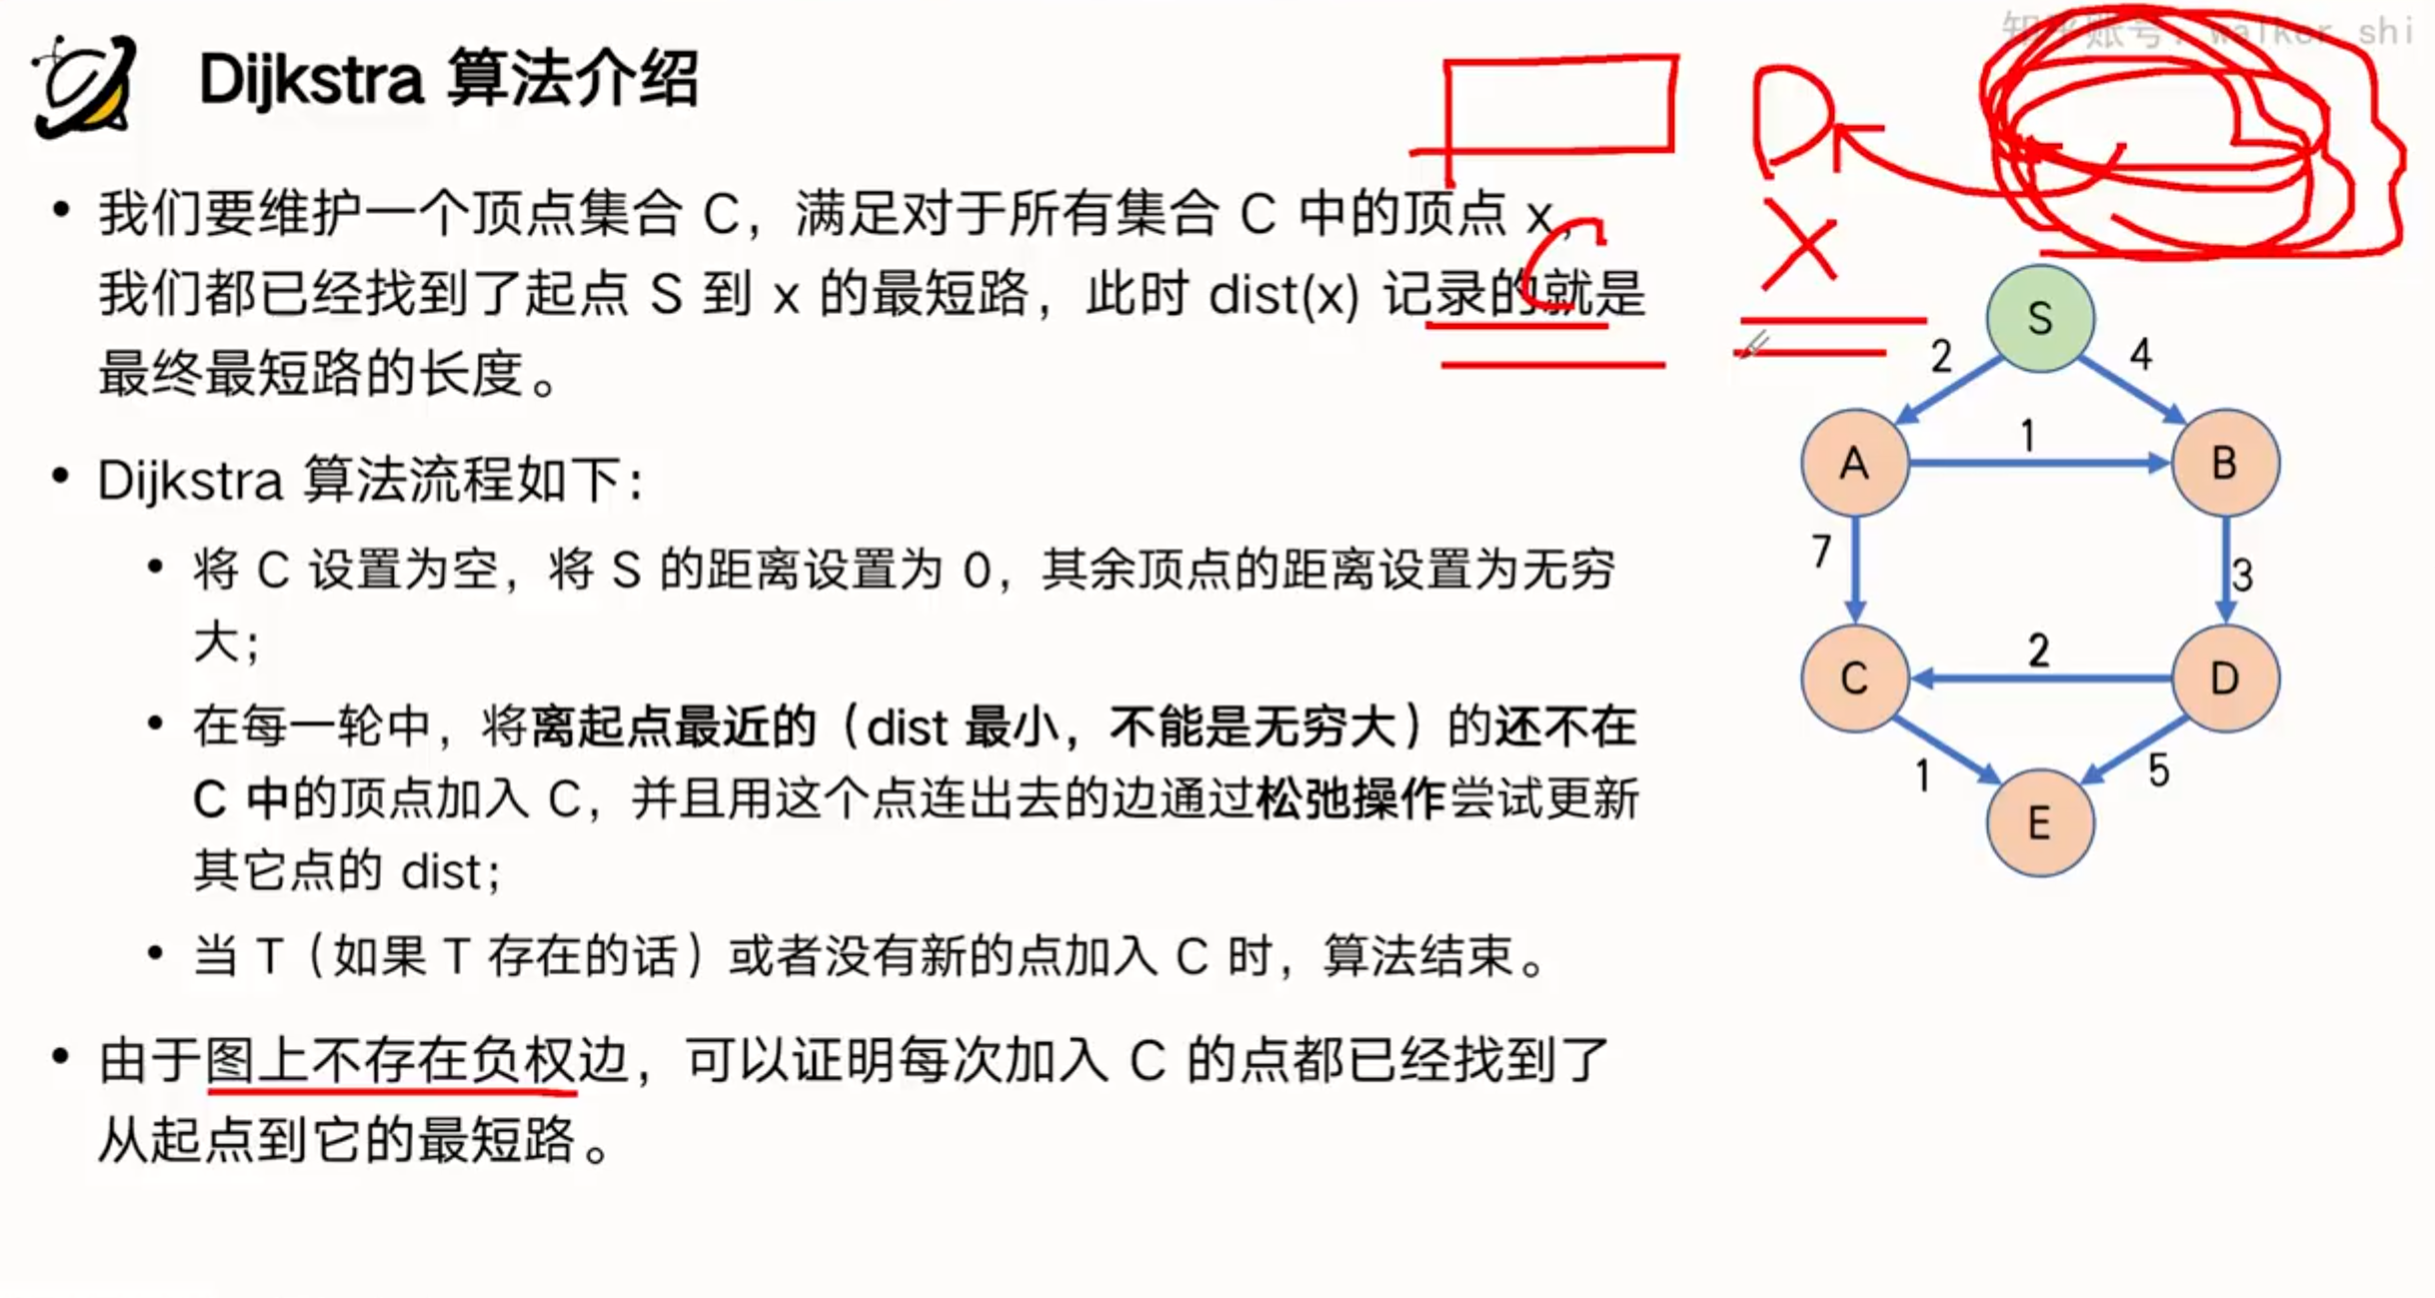 知乎账号：walker shi
Dijkstra 算法介绍
• 我们要维护一个顶点集合 C，满足对于所有集合 C 中的顶点 x，
我们都已经找到了起点 S 到 x 的最短路，此时 dist(x) 记录的就是
最终最短路的长度。
• Dijkstra 算法流程如下：
• 将 C 设置为空，将 S 的距离设置为 0，其余顶点的距离设置为无穷
大；
• 在每一轮中，将离起点最近的（dist 最小，不能是无穷大）的还不在
C 中的顶点加入 C，并且用这个点连出去的边通过松弛操作尝试更新
其它点的 dist；
• 当 T（如果 T 存在的话）或者没有新的点加入 C 时，算法结束。
• 由于图上不存在负权边，可以证明每次加入 C 的点都已经找到了
从起点到它的最短路。
D
C
X
S
2 4
A 1 B
7 3
C 2 D
1 5
E